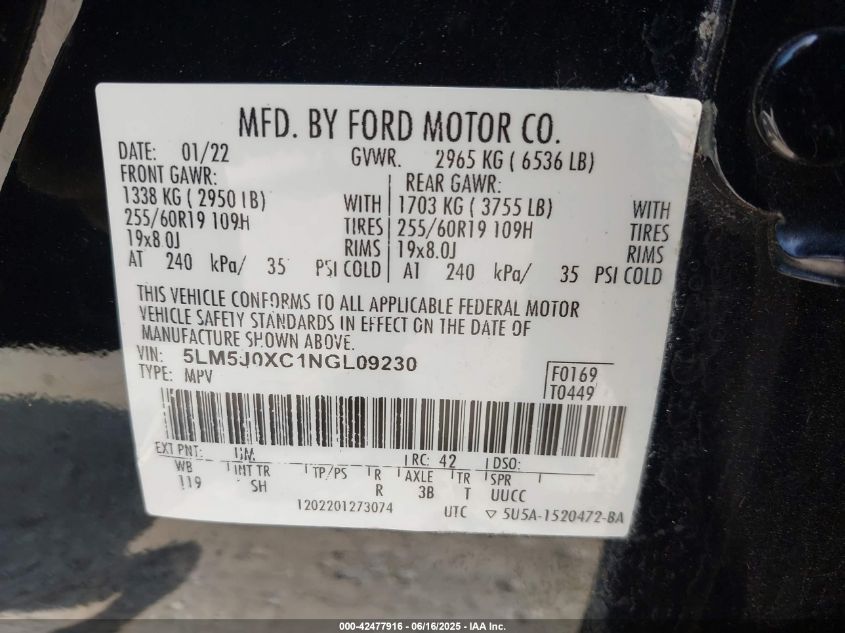 MFD. BY FORD MOTOR CO.
DATE: 01/22 GVWR. 2965 KG ( 6536 LB)
FRONT GAWR: REAR GAWR:
1338 KG ( 2950 LB) WITH 1703 KG ( 3755 LB) WITH
255/60R19 109H TIRES 255/60R19 109H TIRES
19x8.0J RIMS 19x8.0J RIMS
AT 240 kPa/ 35 PSI COLD AT 240 kPa/ 35 PSI COLD
THIS VEHICLE CONFORMS TO ALL APPLICABLE FEDERAL MOTOR
VEHICLE SAFETY STANDARDS IN EFFECT ON THE DATE OF
MANUFACTURE SHOWN ABOVE.
VIN: 5LM5J0XC1NGL09230
TYPE: MPV
F0169
T0449
EXT PNT: UM RC: 42 DSO:
WB INT TR TP/PS R AXLE TR SPR
119 SH R 3B T UUCC
1202201273074 UTC ▽ 5U5A-1520472-BA
000-42477916 - 06/16/2025 - IAA Inc.